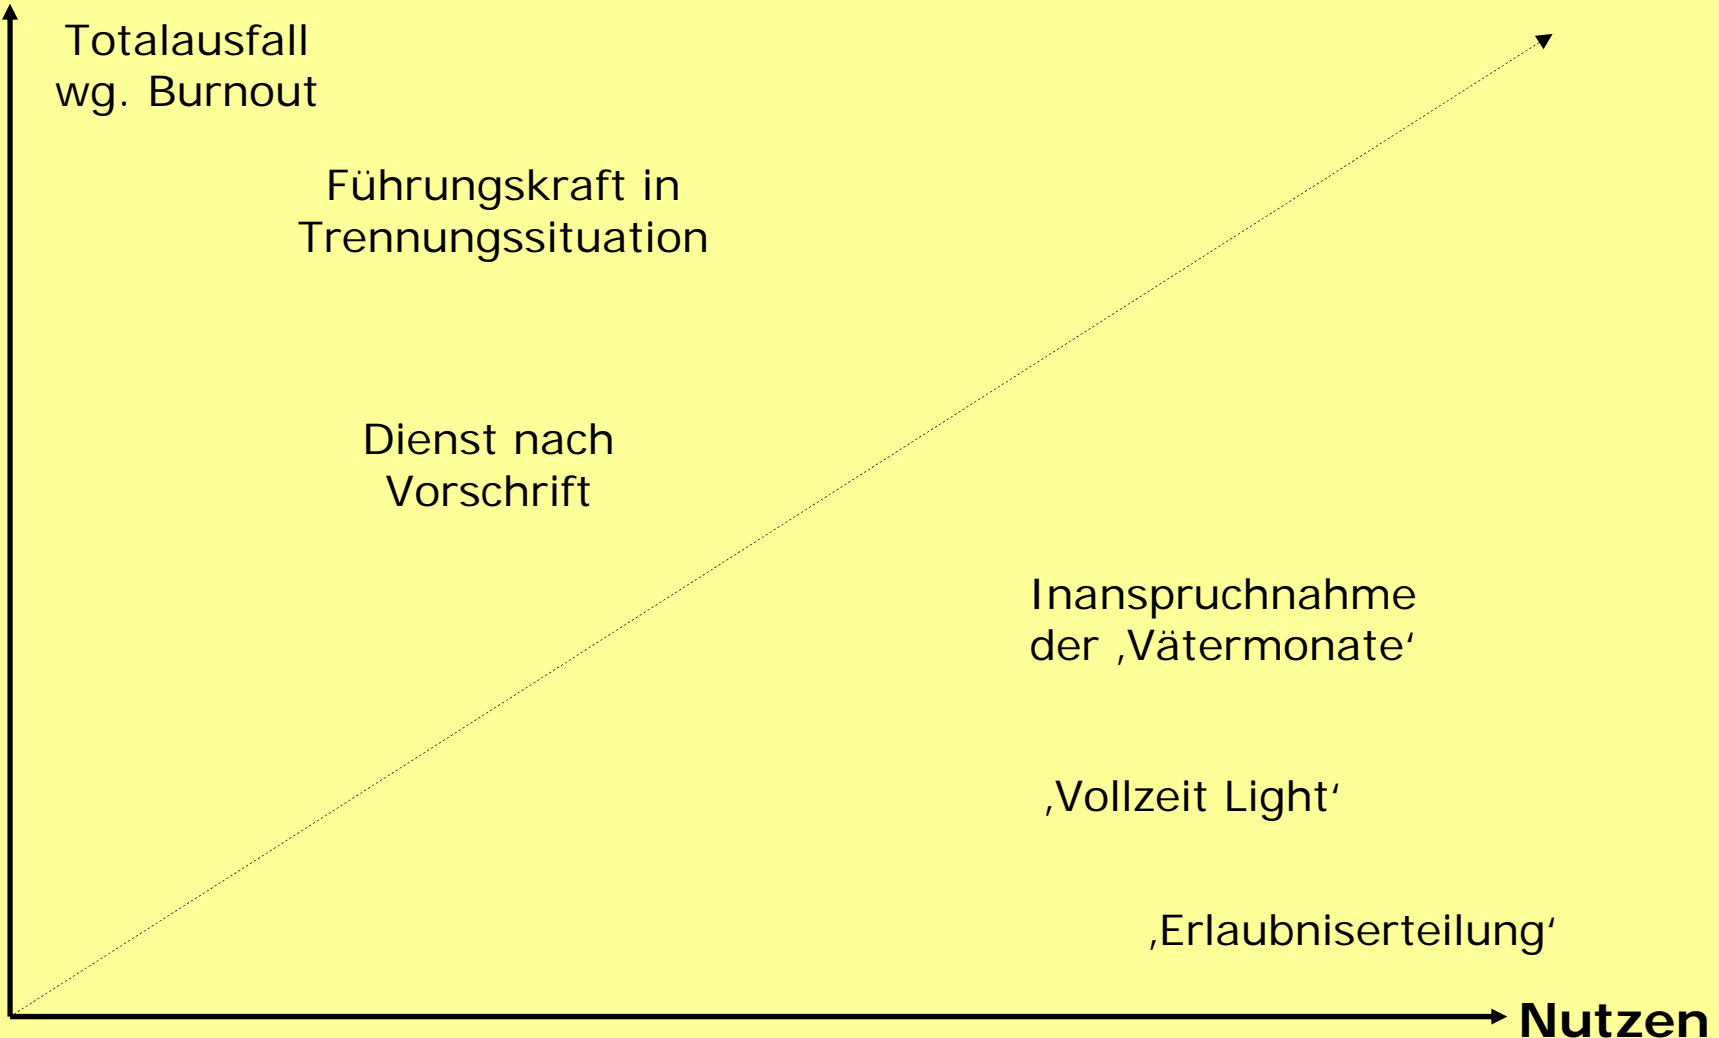 Totalausfall
wg. Burnout
Führungskraft in
Trennungssituation
Dienst nach
Vorschrift
Inanspruchnahme
der ‚Vätermonate‘
‚Vollzeit Light‘
‚Erlaubniserteilung‘
Nutzen